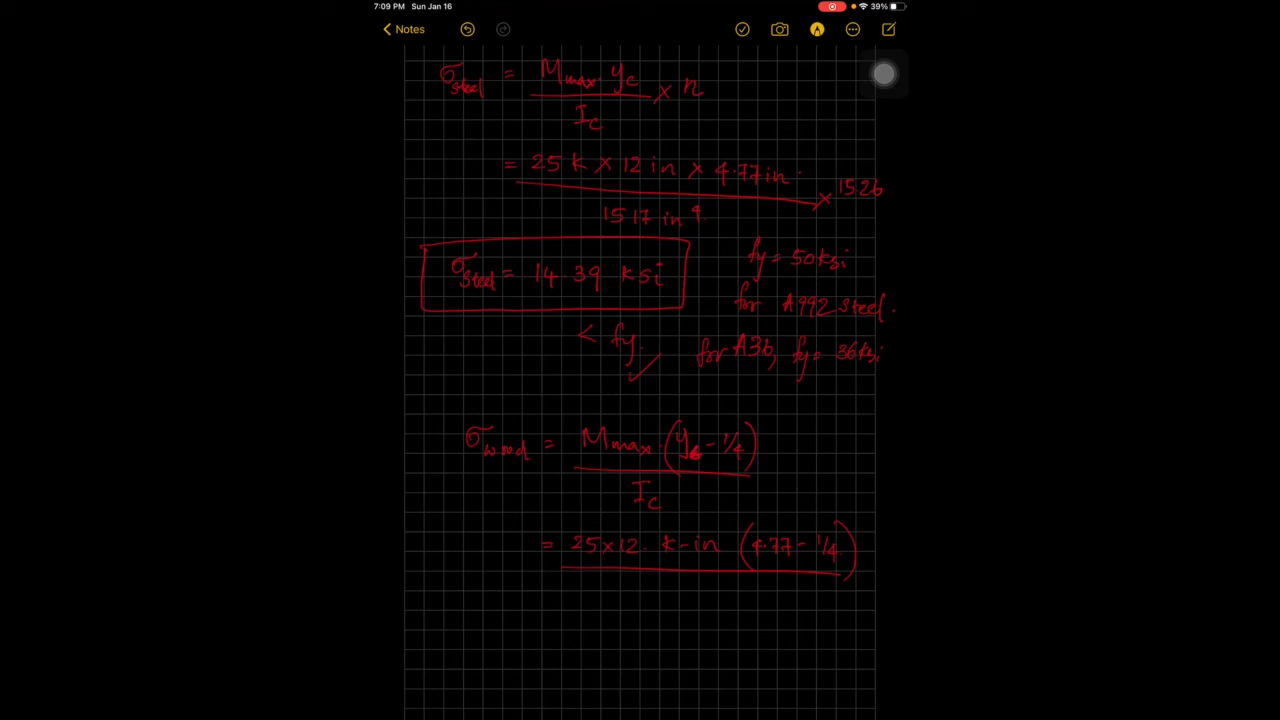 7:09 PM Sun Jan 16 39%
Notes
σsteel = Mmax. yc / Ic × n
= 25 k × 12 in × 4.77 in. / 1517 in⁴ × 15.26
σsteel = 14.39 ksi
fy = 50 ksi
for A992 Steel.
< fy. ✓
for A36, fy = 36 ksi
σwood = Mmax. (yc - 1/4) / Ic
= 25×12. k-in (4.77 - 1/4.)